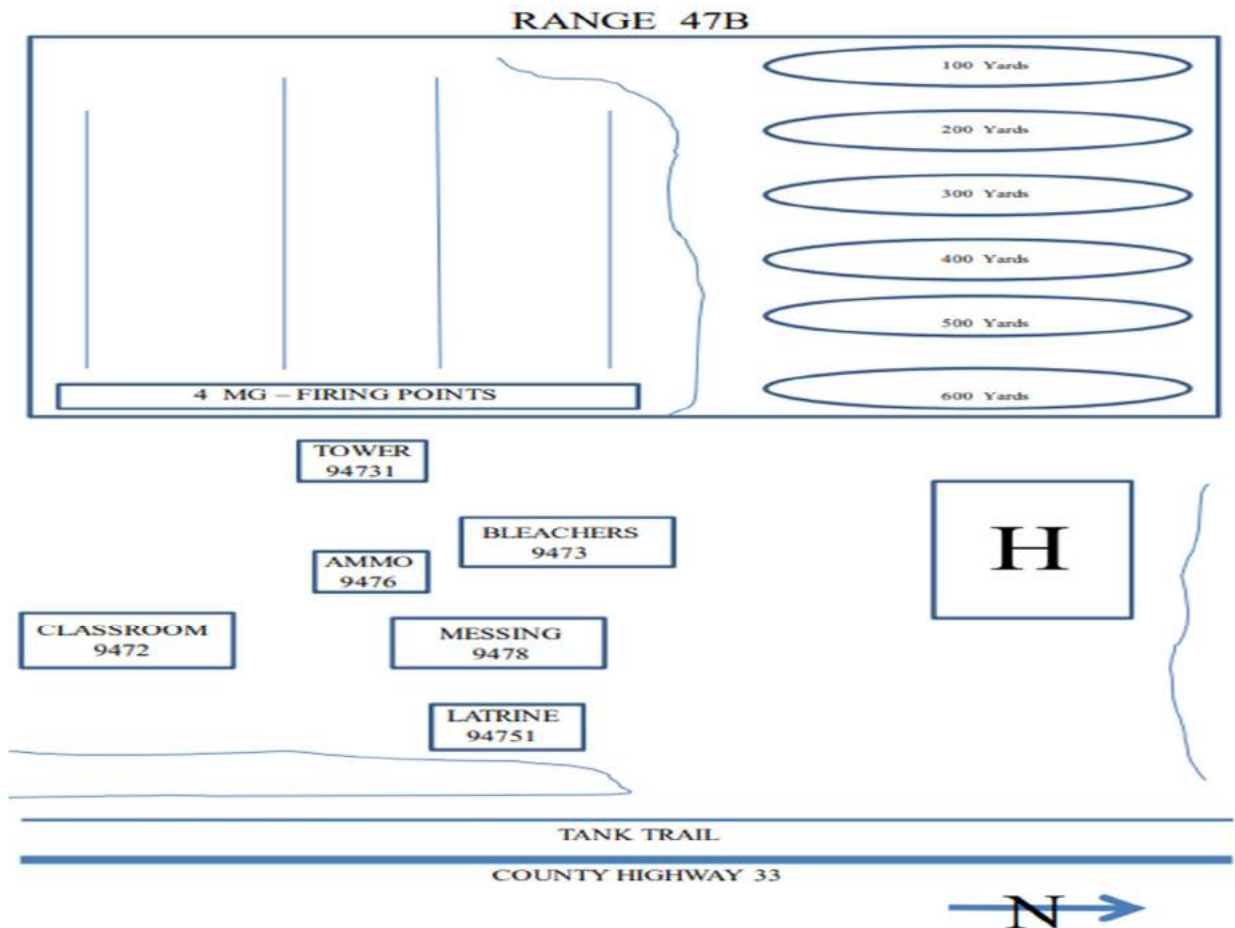 RANGE 47B
100 Yards
200 Yards
300 Yards
400 Yards
500 Yards
600 Yards
4 MG – FIRING POINTS
TOWER
94731
BLEACHERS
9473
AMMO
9476
H
CLASSROOM
9472
MESSING
9478
LATRINE
94751
TANK TRAIL
COUNTY HIGHWAY 33
N